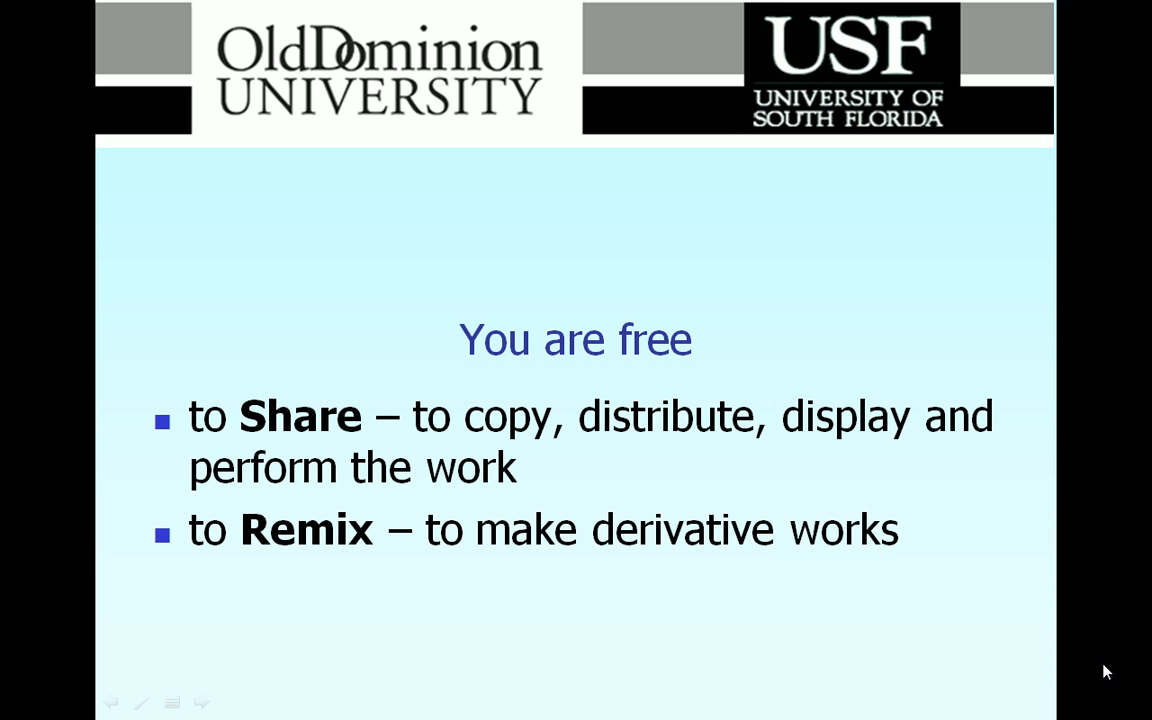 OldDominion
UNIVERSITY
USF
UNIVERSITY OF
SOUTH FLORIDA
You are free
to Share – to copy, distribute, display and
perform the work
to Remix – to make derivative works